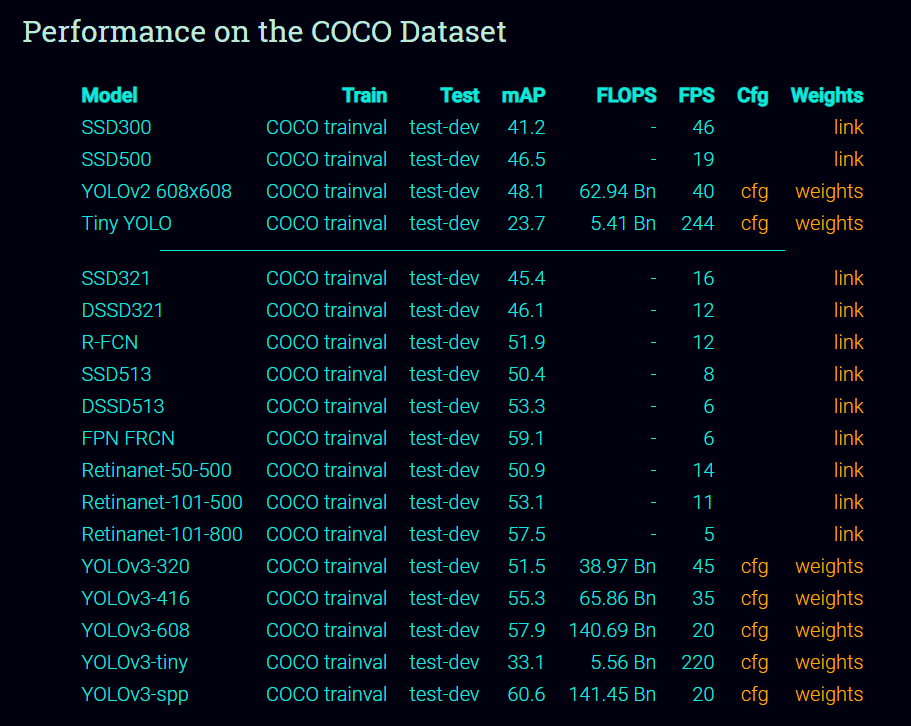 Performance on the COCO Dataset
Model Train Test mAP FLOPS FPS Cfg Weights
SSD300 COCO trainval test-dev 41.2 - 46 link
SSD500 COCO trainval test-dev 46.5 - 19 link
YOLOv2 608x608 COCO trainval test-dev 48.1 62.94 Bn 40 cfg weights
Tiny YOLO COCO trainval test-dev 23.7 5.41 Bn 244 cfg weights
SSD321 COCO trainval test-dev 45.4 - 16 link
DSSD321 COCO trainval test-dev 46.1 - 12 link
R-FCN COCO trainval test-dev 51.9 - 12 link
SSD513 COCO trainval test-dev 50.4 - 8 link
DSSD513 COCO trainval test-dev 53.3 - 6 link
FPN FRCN COCO trainval test-dev 59.1 - 6 link
Retinanet-50-500 COCO trainval test-dev 50.9 - 14 link
Retinanet-101-500 COCO trainval test-dev 53.1 - 11 link
Retinanet-101-800 COCO trainval test-dev 57.5 - 5 link
YOLOv3-320 COCO trainval test-dev 51.5 38.97 Bn 45 cfg weights
YOLOv3-416 COCO trainval test-dev 55.3 65.86 Bn 35 cfg weights
YOLOv3-608 COCO trainval test-dev 57.9 140.69 Bn 20 cfg weights
YOLOv3-tiny COCO trainval test-dev 33.1 5.56 Bn 220 cfg weights
YOLOv3-spp COCO trainval test-dev 60.6 141.45 Bn 20 cfg weights